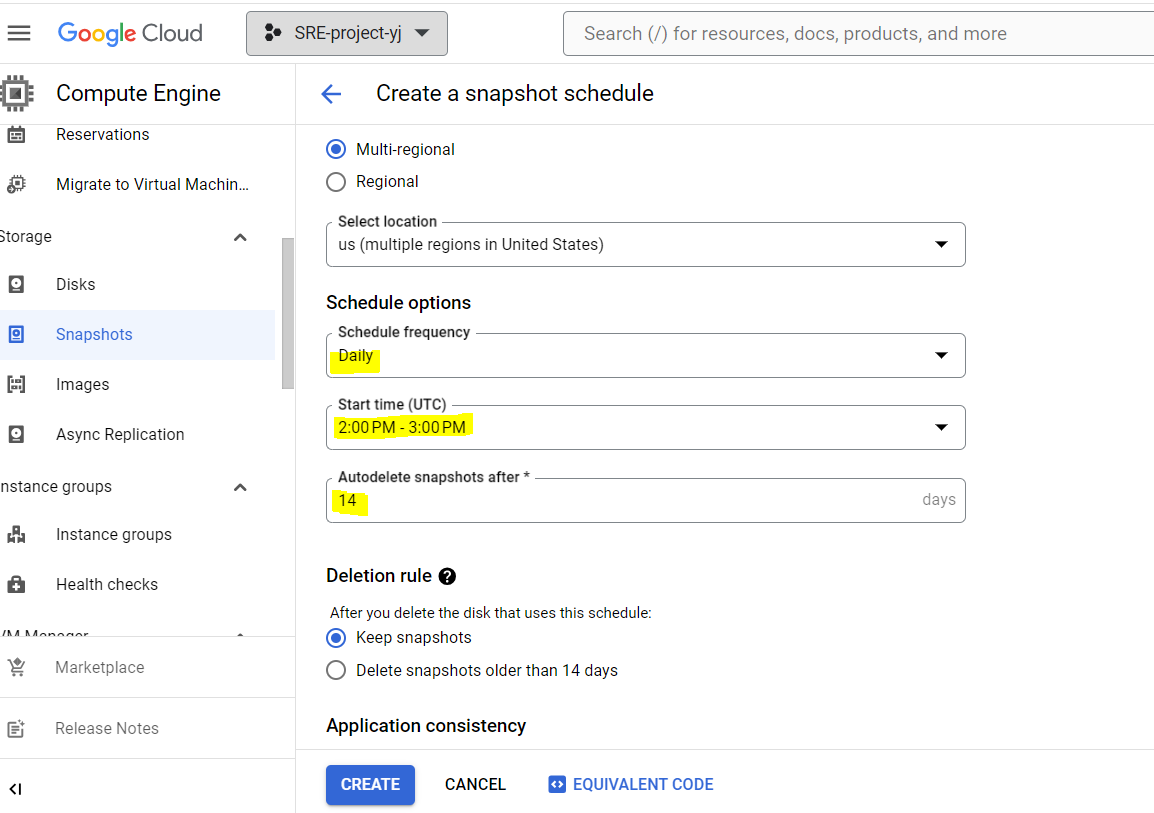 Google Cloud
SRE-project-yj
Search (/) for resources, docs, products, and more
Compute Engine
Reservations
Migrate to Virtual Machin...
Storage
Disks
Snapshots
Images
Async Replication
nstance groups
Instance groups
Health checks
VM Manager
Marketplace
Release Notes
Create a snapshot schedule
Multi-regional
Regional
Select location
us (multiple regions in United States)
Schedule options
Schedule frequency
Daily
Start time (UTC)
2:00 PM - 3:00 PM
Autodelete snapshots after *
14 days
Deletion rule
After you delete the disk that uses this schedule:
Keep snapshots
Delete snapshots older than 14 days
Application consistency
CREATE CANCEL EQUIVALENT CODE